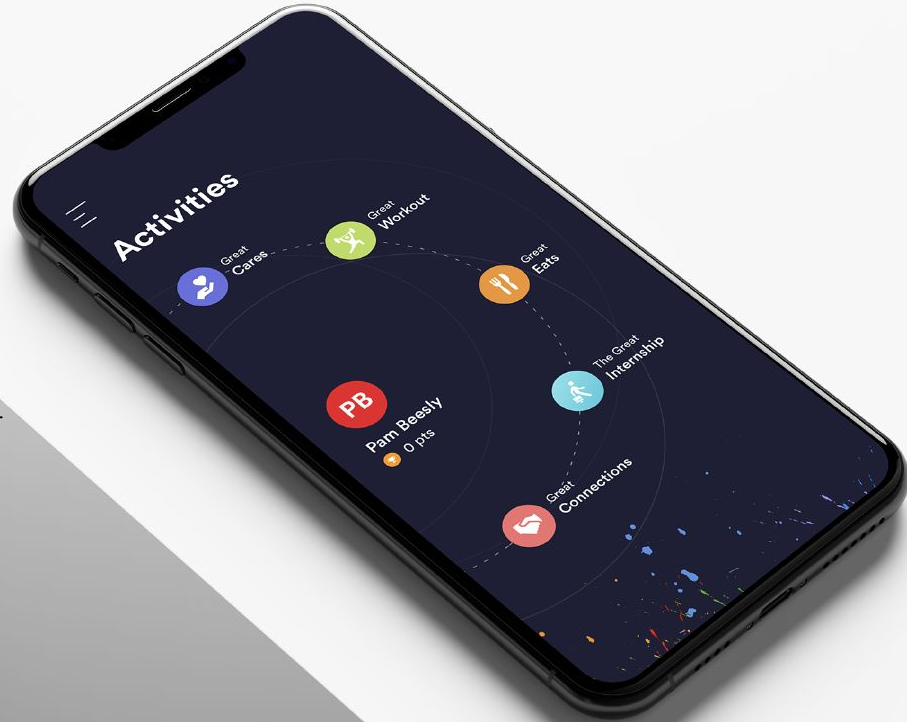 Activities
Great
Cares
Great
Workout
Great
Eats
The Great
Internship
PB
Pam Beesly
0 pts
Great
Connections